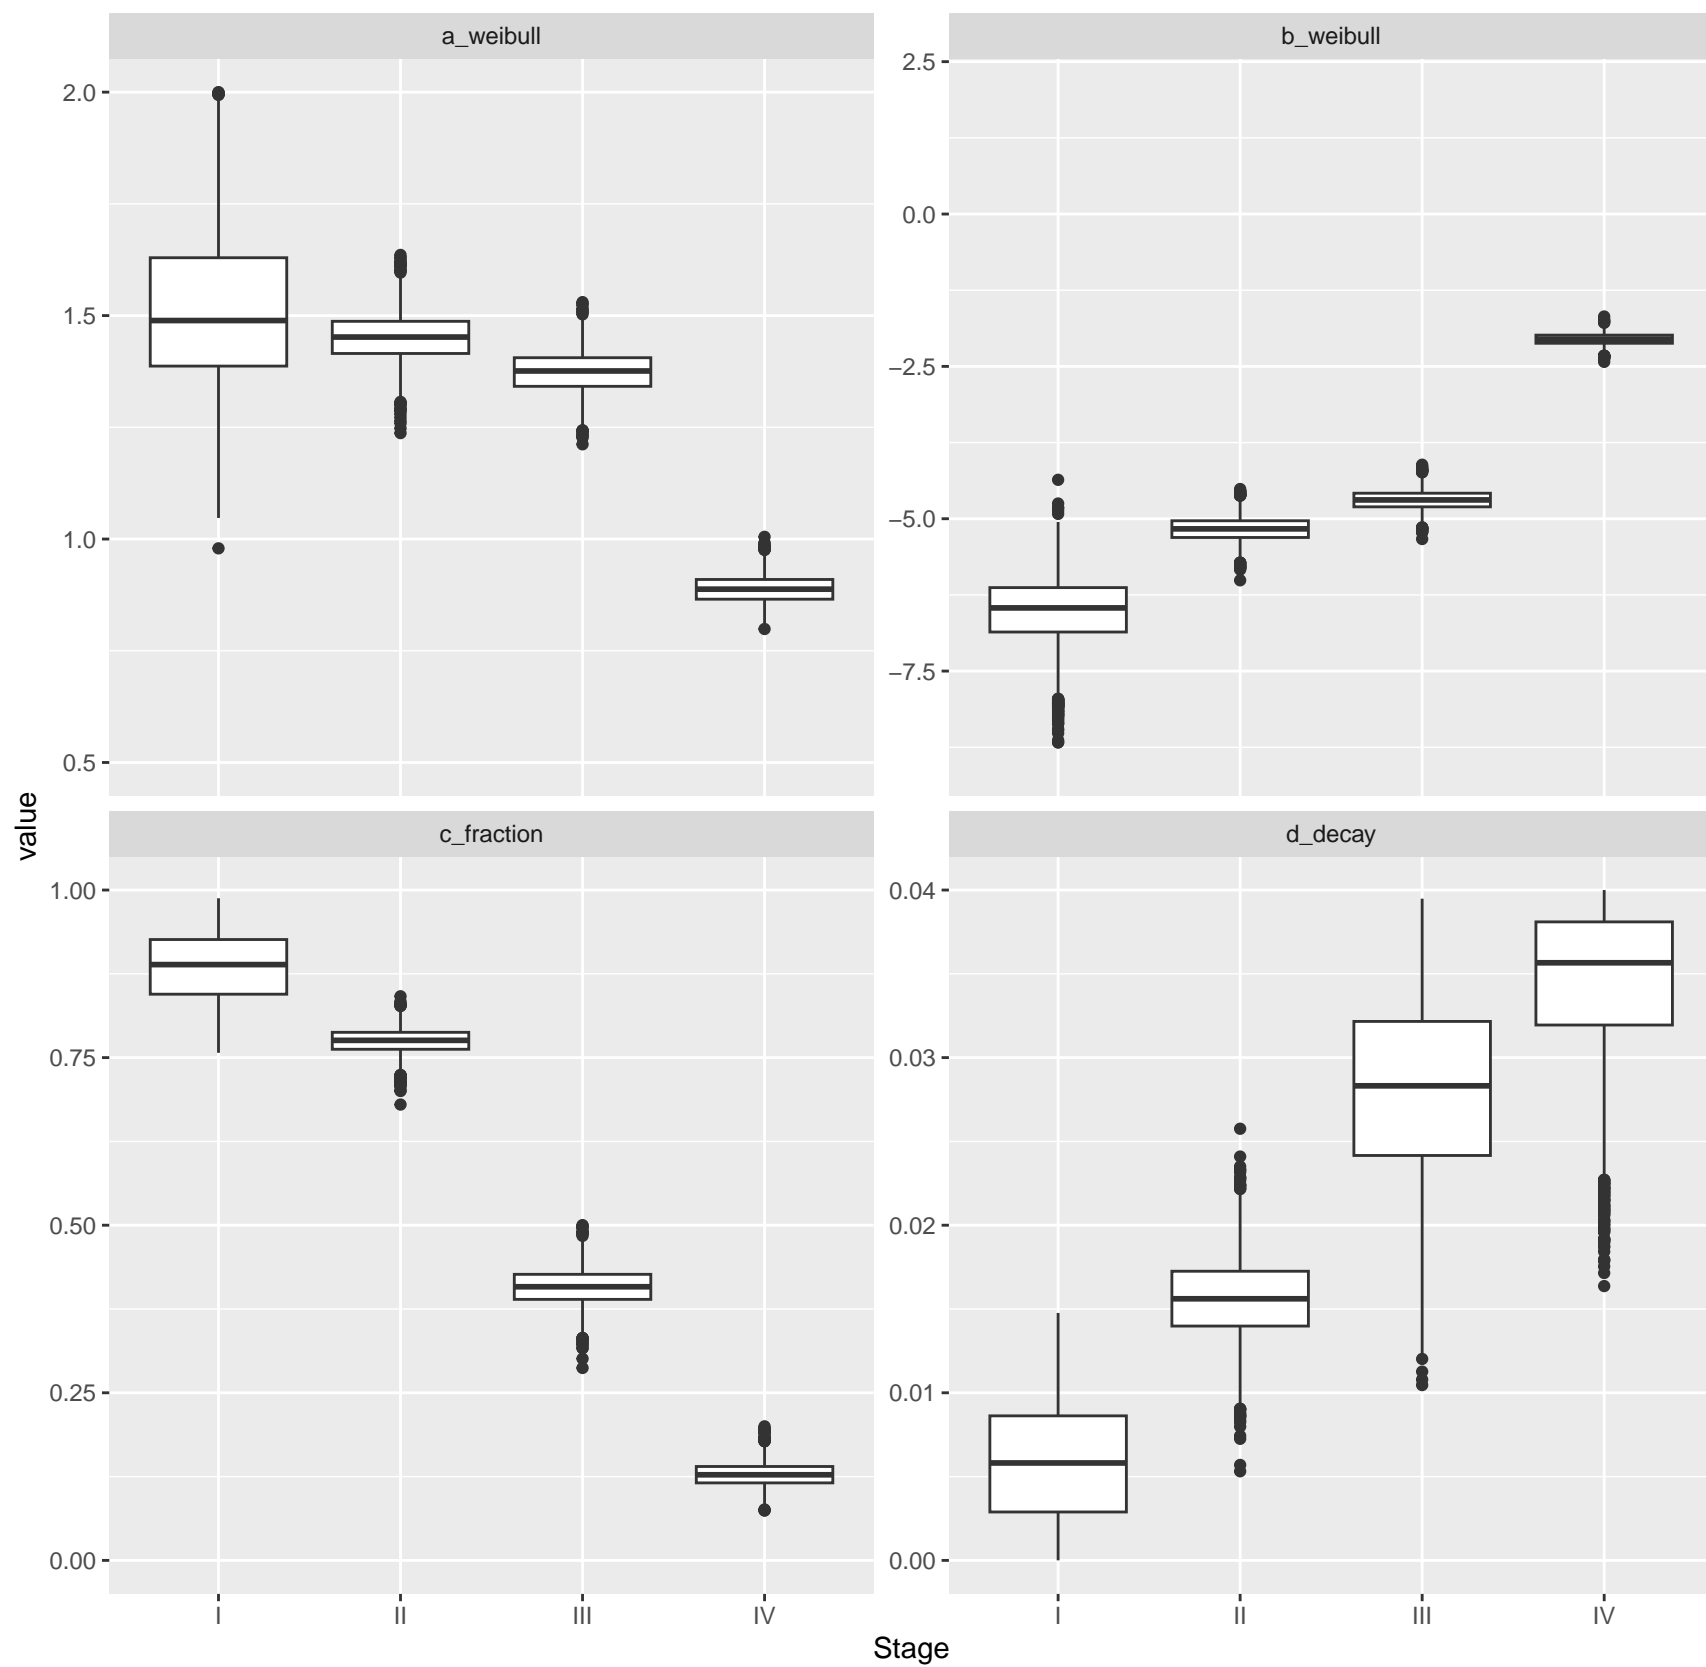 a_weibull
b_weibull
2.0
1.5
1.0
0.5
2.5
0.0
−2.5
−5.0
−7.5
value
c_fraction
d_decay
1.00
0.75
0.50
0.25
0.00
0.04
0.03
0.02
0.01
0.00
I II III IV
I II III IV
Stage